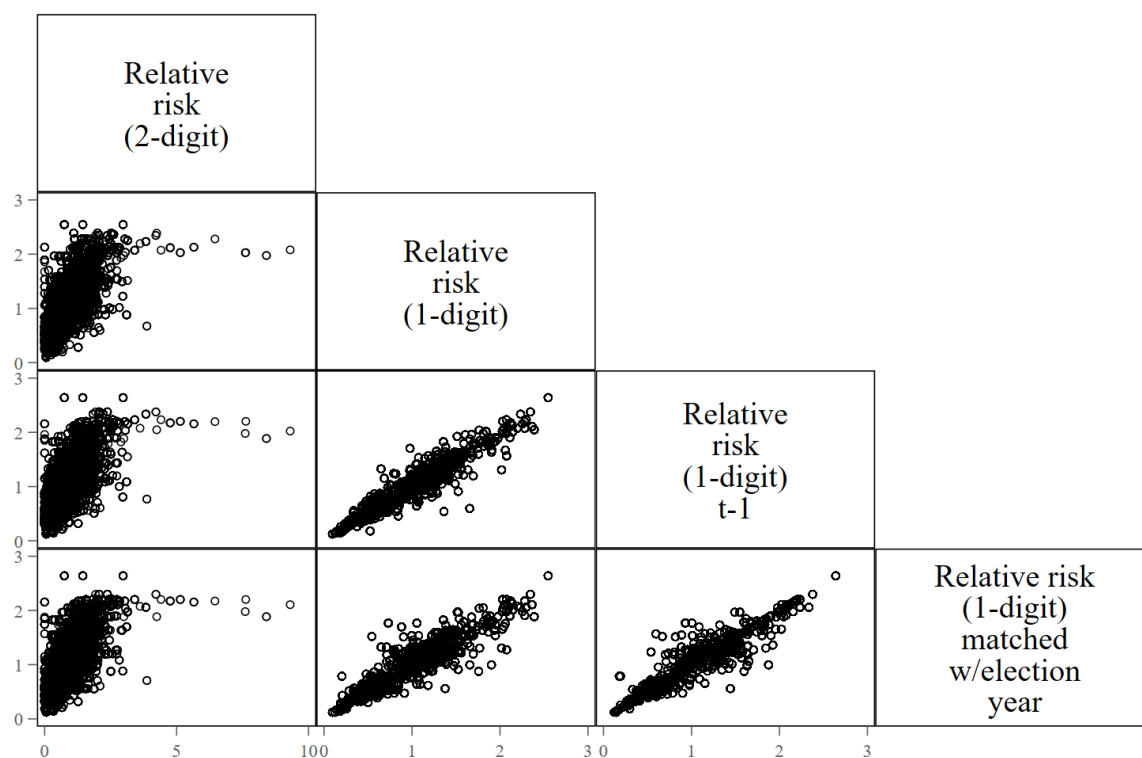 Relative
risk
(2-digit)
3
2
1
0
Relative
risk
(1-digit)
3
2
1
0
Relative
risk
(1-digit)
t-1
3
2
1
0
Relative risk
(1-digit)
matched
w/election
year
0 5 10 0 1 2 3 0 1 2 3